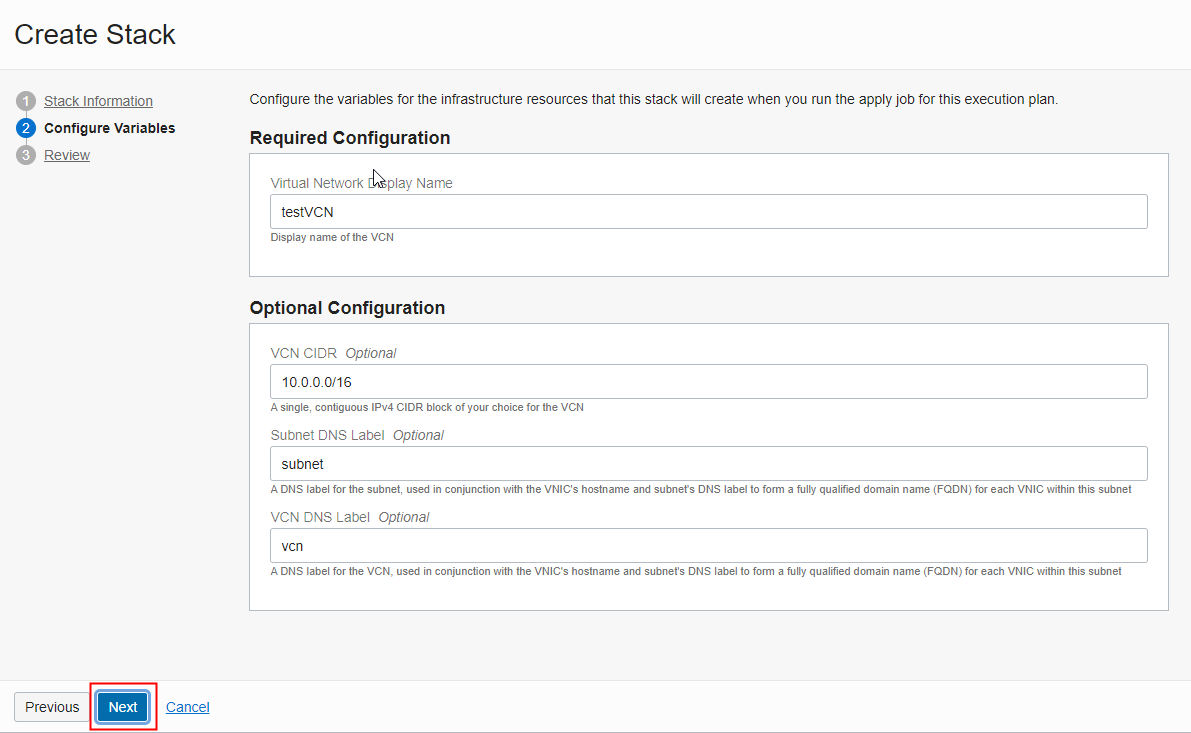 Create Stack
1 Stack Information
2 Configure Variables
3 Review
Configure the variables for the infrastructure resources that this stack will create when you run the apply job for this execution plan.
Required Configuration
Virtual Network Display Name
testVCN
Display name of the VCN
Optional Configuration
VCN CIDR Optional
10.0.0.0/16
A single, contiguous IPv4 CIDR block of your choice for the VCN
Subnet DNS Label Optional
subnet
A DNS label for the subnet, used in conjunction with the VNIC's hostname and subnet's DNS label to form a fully qualified domain name (FQDN) for each VNIC within this subnet
VCN DNS Label Optional
vcn
A DNS label for the VCN, used in conjunction with the VNIC's hostname and subnet's DNS label to form a fully qualified domain name (FQDN) for each VNIC within this subnet
Previous Next Cancel